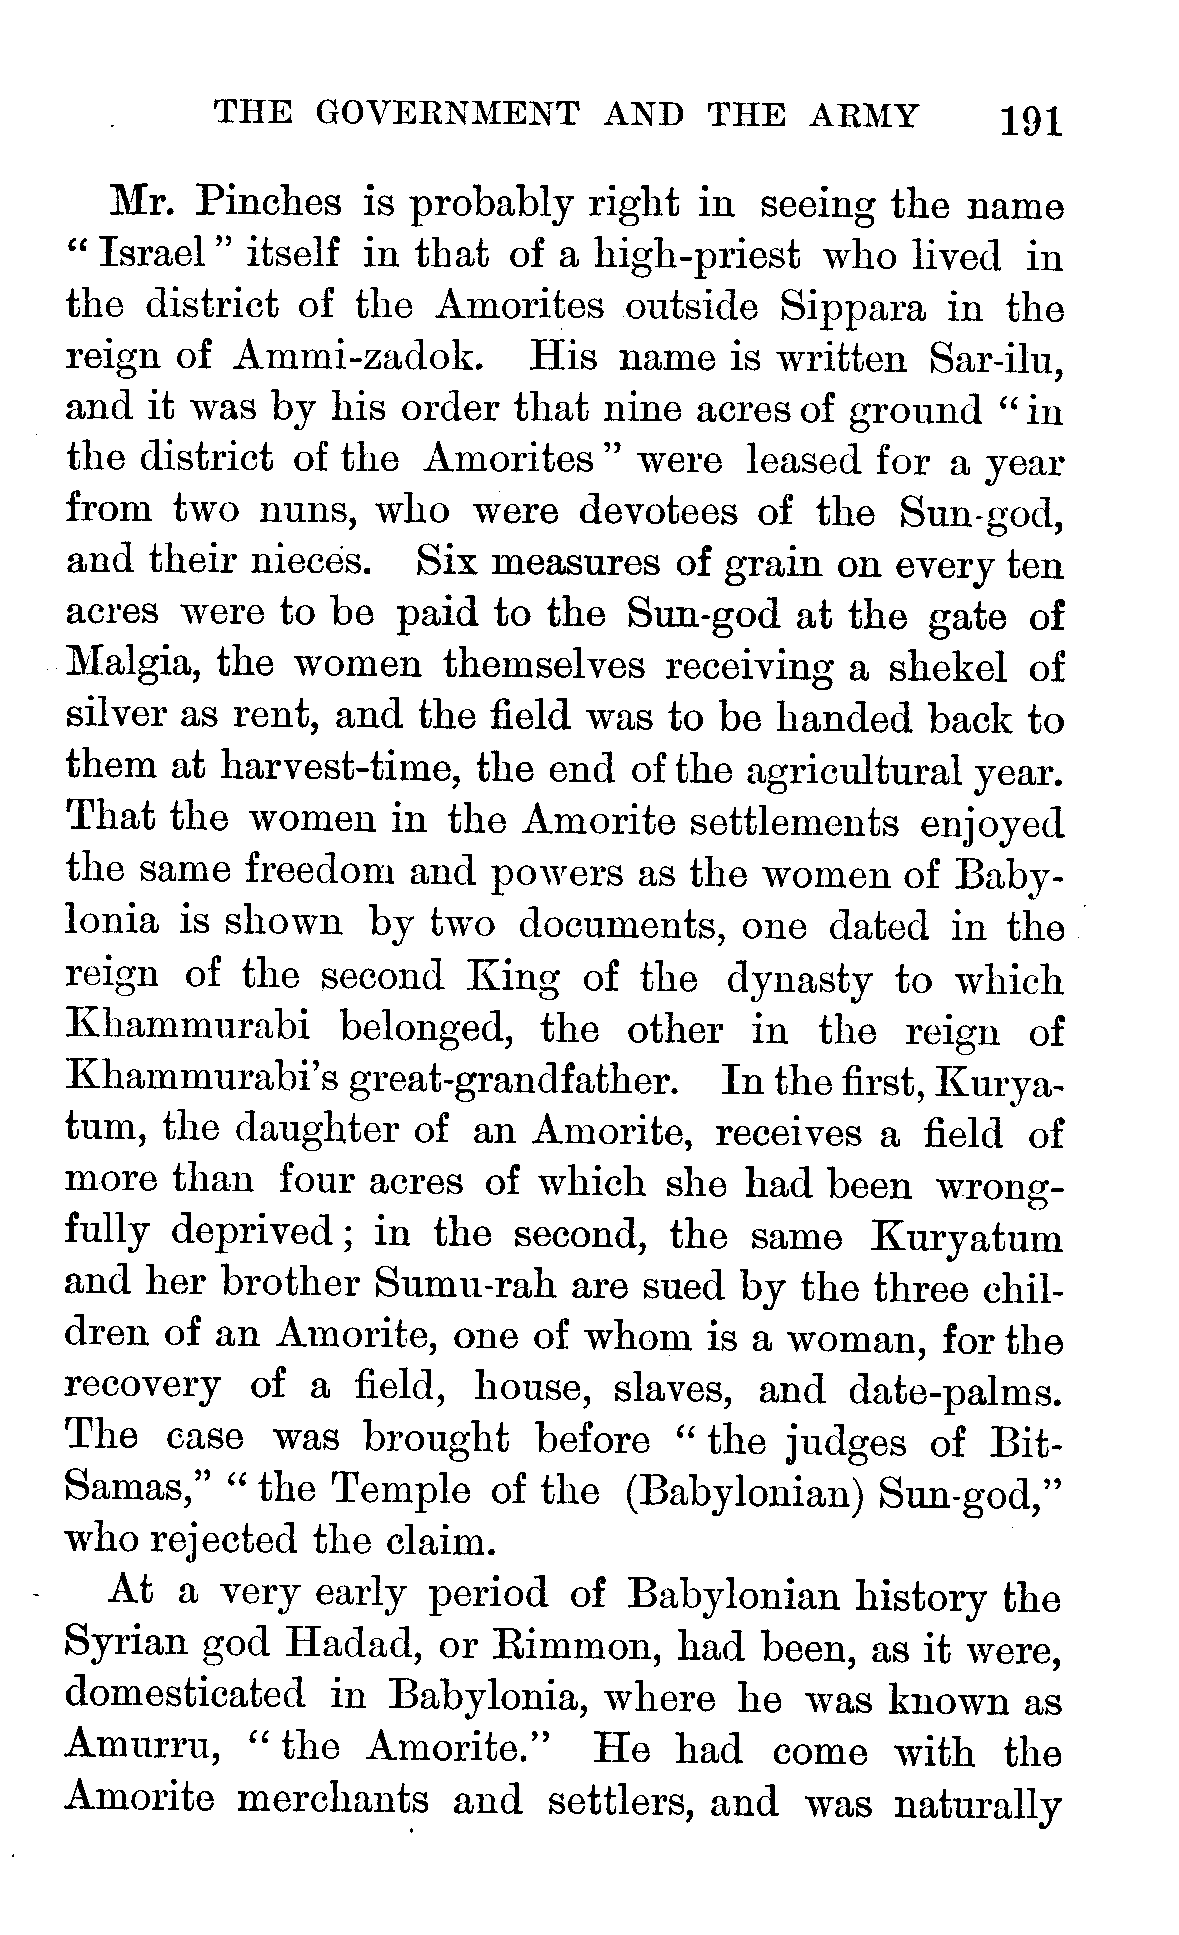 THE GOVERNMENT AND THE ARMY 191
Mr. Pinches is probably right in seeing the name
“Israel” itself in that of a high-priest who lived in
the district of the Amorites outside Sippara in the
reign of Ammi-zadok. His name is written Sar-ilu,
and it was by his order that nine acres of ground “in
the district of the Amorites” were leased for a year
from two nuns, who were devotees of the Sun-god,
and their nieces. Six measures of grain on every ten
acres were to be paid to the Sun-god at the gate of
Malgia, the women themselves receiving a shekel of
silver as rent, and the field was to be handed back to
them at harvest-time, the end of the agricultural year.
That the women in the Amorite settlements enjoyed
the same freedom and powers as the women of Baby-
lonia is shown by two documents, one dated in the
reign of the second King of the dynasty to which
Khammurabi belonged, the other in the reign of
Khammurabi’s great-grandfather. In the first, Kurya-
tum, the daughter of an Amorite, receives a field of
more than four acres of which she had been wrong-
fully deprived; in the second, the same Kuryatum
and her brother Sumu-rah are sued by the three chil-
dren of an Amorite, one of whom is a woman, for the
recovery of a field, house, slaves, and date-palms.
The case was brought before “the judges of Bit-
Samas,” “the Temple of the (Babylonian) Sun-god,”
who rejected the claim.
At a very early period of Babylonian history the
Syrian god Hadad, or Rimmon, had been, as it were,
domesticated in Babylonia, where he was known as
Amurru, “the Amorite.” He had come with the
Amorite merchants and settlers, and was naturally